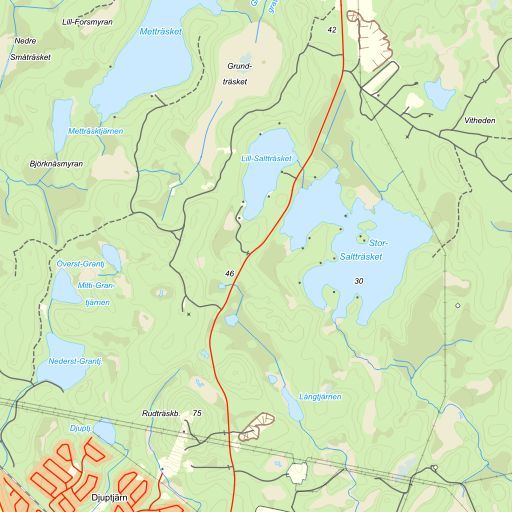 Lill-Forsmyran
Metträsket
42
Nedre
Småträsket
Grund-
träsket
Vitheden
Metträsktjärnen
Lill-Saltträsket
Björknäsmyran
Stor-
Saltträsket
Överst-Grantj
46
30
Mitti-Gran-
tjärnen
Nederst-Grantj.
Långtjärnen
Rudträskb.
75
Djuptj
Djuptjärn